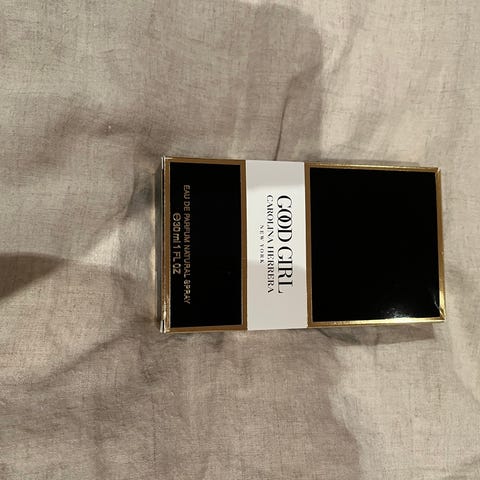 GOOD GIRL
CAROLINA HERRERA
NEW YORK
EAU DE PARFUM NATURAL SPRAY
℮30 ml 1 FL OZ